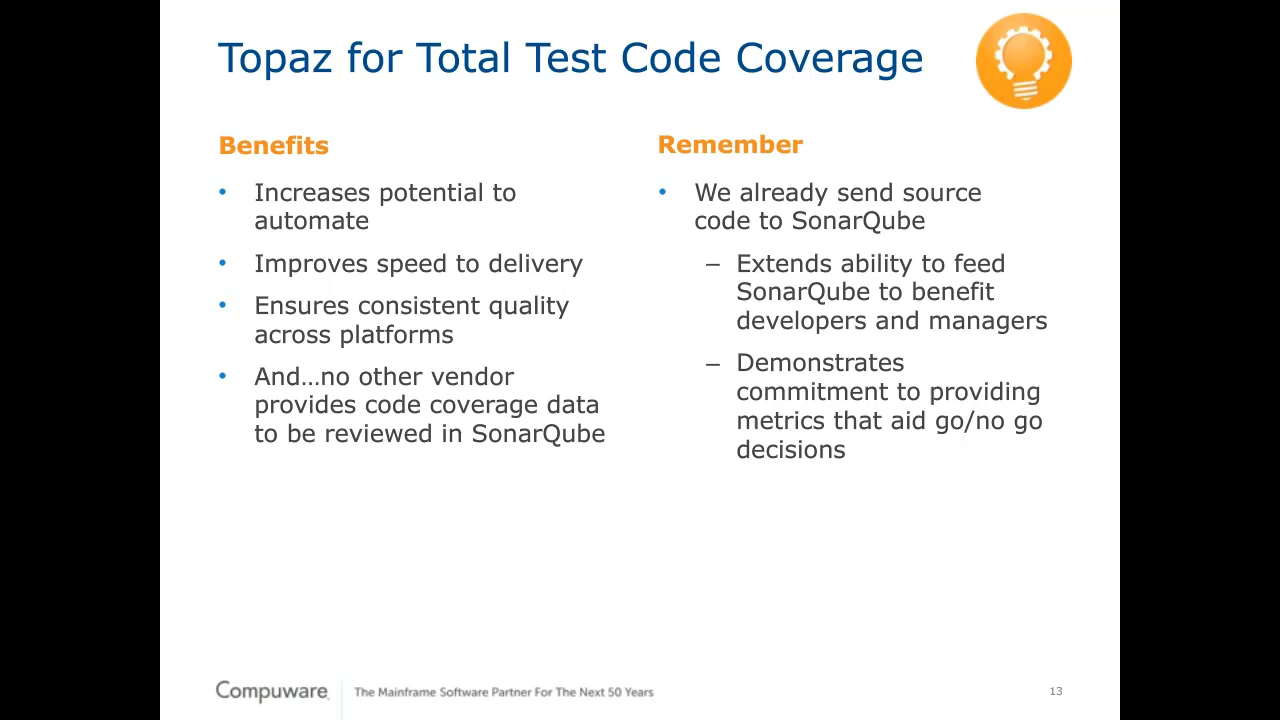 Topaz for Total Test Code Coverage
Benefits
• Increases potential to
automate
• Improves speed to delivery
• Ensures consistent quality
across platforms
• And…no other vendor
provides code coverage data
to be reviewed in SonarQube
Remember
• We already send source
code to SonarQube
– Extends ability to feed
SonarQube to benefit
developers and managers
– Demonstrates
commitment to providing
metrics that aid go/no go
decisions
Compuware
The Mainframe Software Partner For The Next 50 Years
13